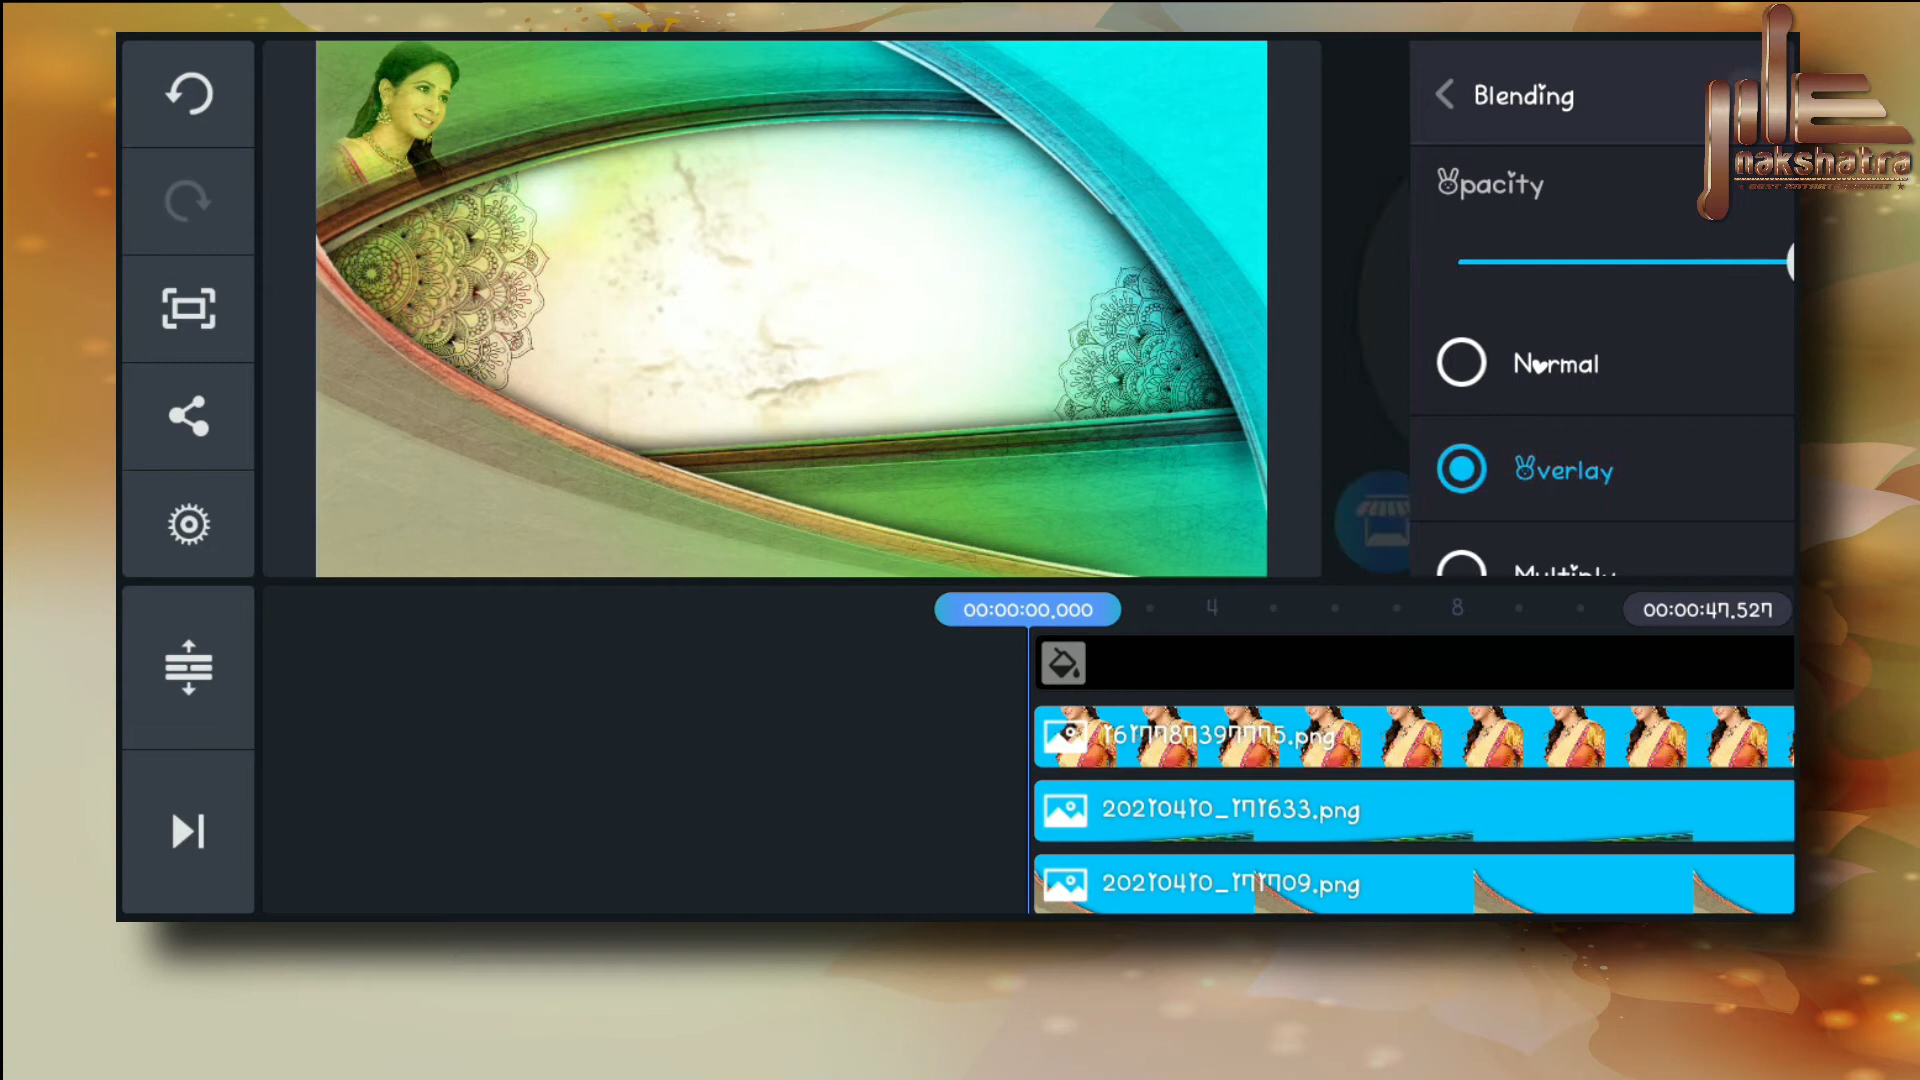 Blending
Opacity
Normal
Overlay
Multiply
nakshatra
00:00:00.000
4
8
00:00:47.527
20210410_171633.png
20210410_171709.png